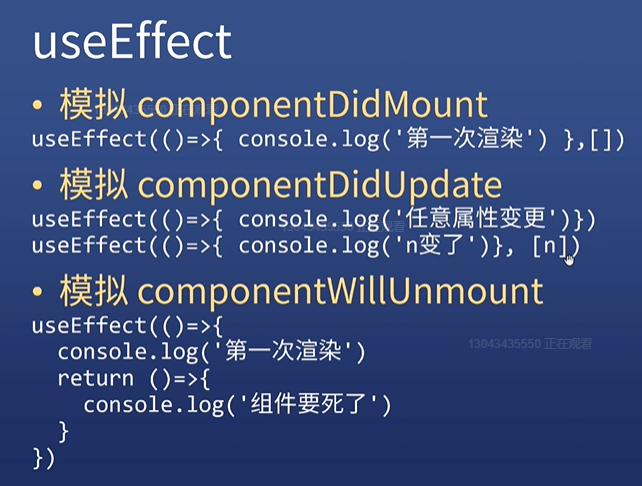 useEffect
• 模拟 componentDidMount
useEffect(()=>{ console.log('第一次渲染') },[])
• 模拟 componentDidUpdate
useEffect(()=>{ console.log('任意属性变更')})
useEffect(()=>{ console.log('n变了')}, [n])
• 模拟 componentWillUnmount
useEffect(()=>{
  console.log('第一次渲染')
  return ()=>{
    console.log('组件要死了')
  }
})
13043435550 正在观看